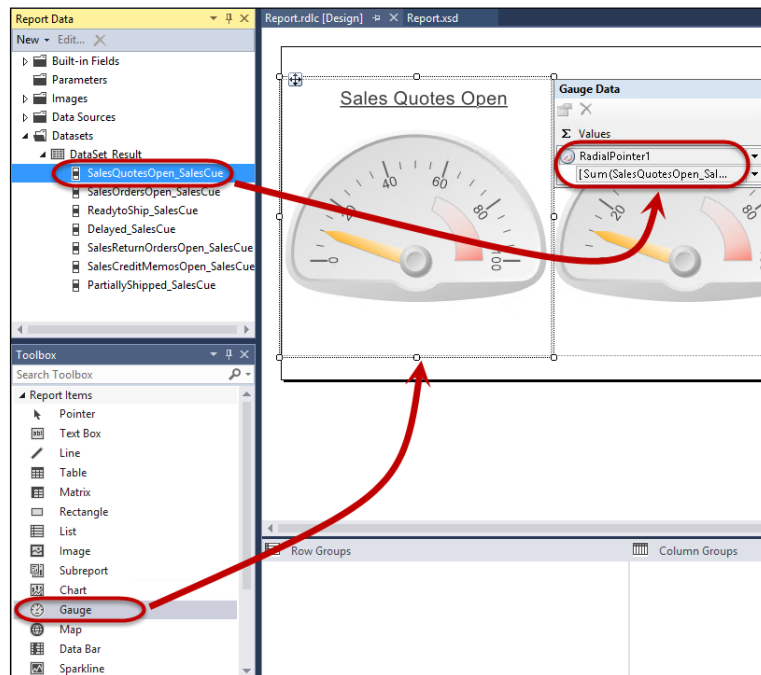 Report Data
New Edit...
Built-in Fields
Parameters
Images
Data Sources
Datasets
DataSet_Result
SalesQuotesOpen_SalesCue
SalesOrdersOpen_SalesCue
ReadytoShip_SalesCue
Delayed_SalesCue
SalesReturnOrdersOpen_SalesCue
SalesCreditMemosOpen_SalesCue
PartiallyShipped_SalesCue
Toolbox
Search Toolbox
Report Items
Pointer
Text Box
Line
Table
Matrix
Rectangle
List
Image
Subreport
Chart
Gauge
Map
Data Bar
Sparkline
Report.rdlc [Design] Report.xsd
Sales Quotes Open
0 20 40 60 80 100
Gauge Data
Σ Values
RadialPointer1
[Sum(SalesQuotesOpen_Sal...
0 20 80
Row Groups
Column Groups